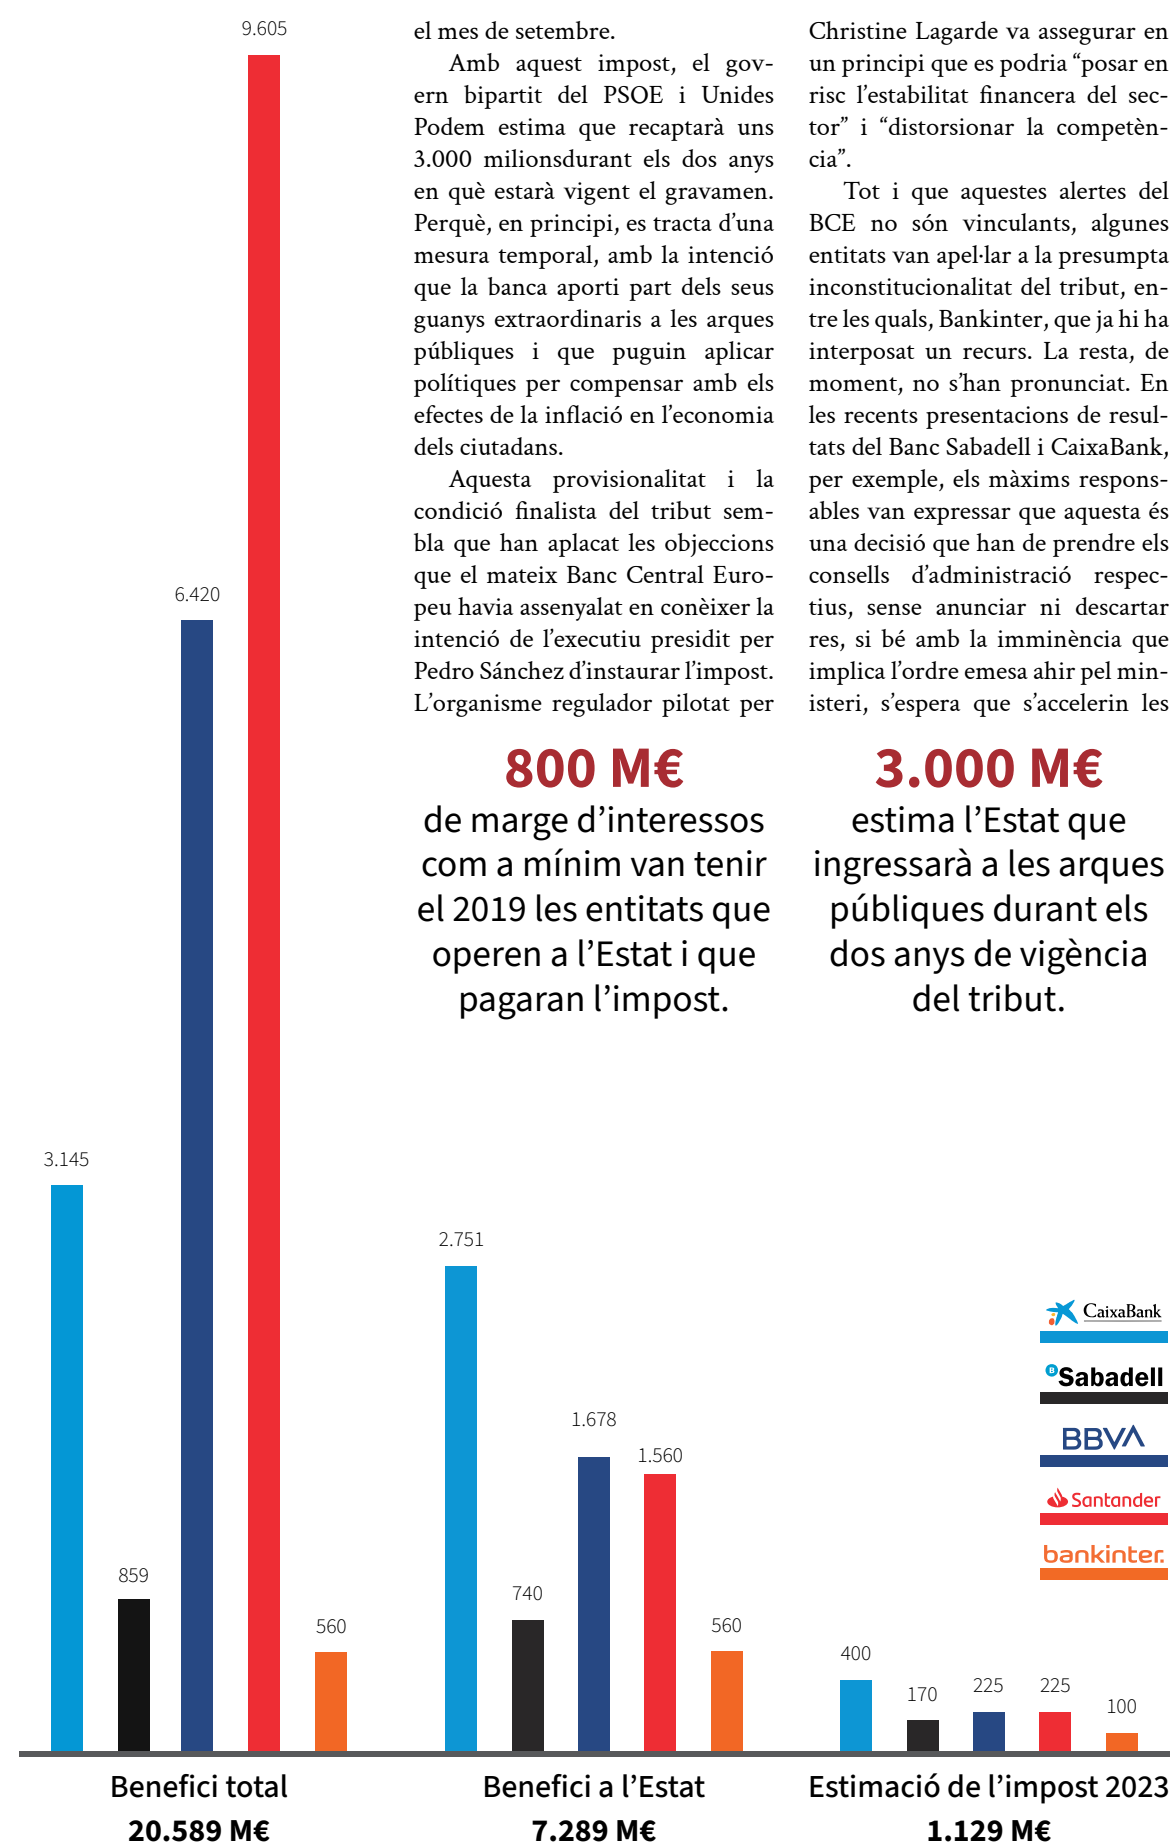 el mes de setembre.
Amb aquest impost, el gov-
ern bipartit del PSOE i Unides
Podem estima que recaptarà uns
3.000 milionsdurant els dos anys
en què estarà vigent el gravamen.
Perquè, en principi, es tracta d’una
mesura temporal, amb la intenció
que la banca aporti part dels seus
guanys extraordinaris a les arques
públiques i que puguin aplicar
polítiques per compensar amb els
efectes de la inflació en l’economia
dels ciutadans.
Aquesta provisionalitat i la
condició finalista del tribut sem-
bla que han aplacat les objeccions
que el mateix Banc Central Euro-
peu havia assenyalat en conèixer la
intenció de l’executiu presidit per
Pedro Sánchez d’instaurar l’impost.
L’organisme regulador pilotat per
Christine Lagarde va assegurar en
un principi que es podria “posar en
risc l’estabilitat financera del sec-
tor” i “distorsionar la competèn-
cia”.
Tot i que aquestes alertes del
BCE no són vinculants, algunes
entitats van apel·lar a la presumpta
inconstitucionalitat del tribut, en-
tre les quals, Bankinter, que ja hi ha
interposat un recurs. La resta, de
moment, no s’han pronunciat. En
les recents presentacions de resul-
tats del Banc Sabadell i CaixaBank,
per exemple, els màxims respons-
ables van expressar que aquesta és
una decisió que han de prendre els
consells d’administració respec-
tius, sense anunciar ni descartar
res, si bé amb la imminència que
implica l’ordre emesa ahir pel min-
isteri, s’espera que s’accelerin les
800 M€
de marge d’interessos
com a mínim van tenir
el 2019 les entitats que
operen a l’Estat i que
pagaran l’impost.
3.000 M€
estima l’Estat que
ingressarà a les arques
públiques durant els
dos anys de vigència
del tribut.
3.145
859
6.420
9.605
560
Benefici total
20.589 M€
2.751
740
1.678
1.560
560
Benefici a l’Estat
7.289 M€
400
170
225
225
100
Estimació de l’impost 2023
1.129 M€
CaixaBank
B Sabadell
BBVA
Santander
bankinter.